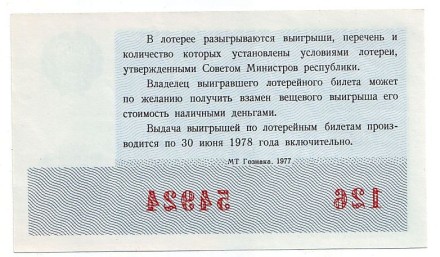 В лотерее разыгрываются выигрыши, перечень и
количество которых установлены условиями лотереи,
утвержденными Советом Министров республики.
Владелец выигравшего лотерейного билета может
по желанию получить взамен вещевого выигрыша его
стоимость наличными деньгами.
Выдача выигрышей по лотерейным билетам произ-
водится по 30 июня 1978 года включительно.
МТ Гознака. 1977.
54924 126